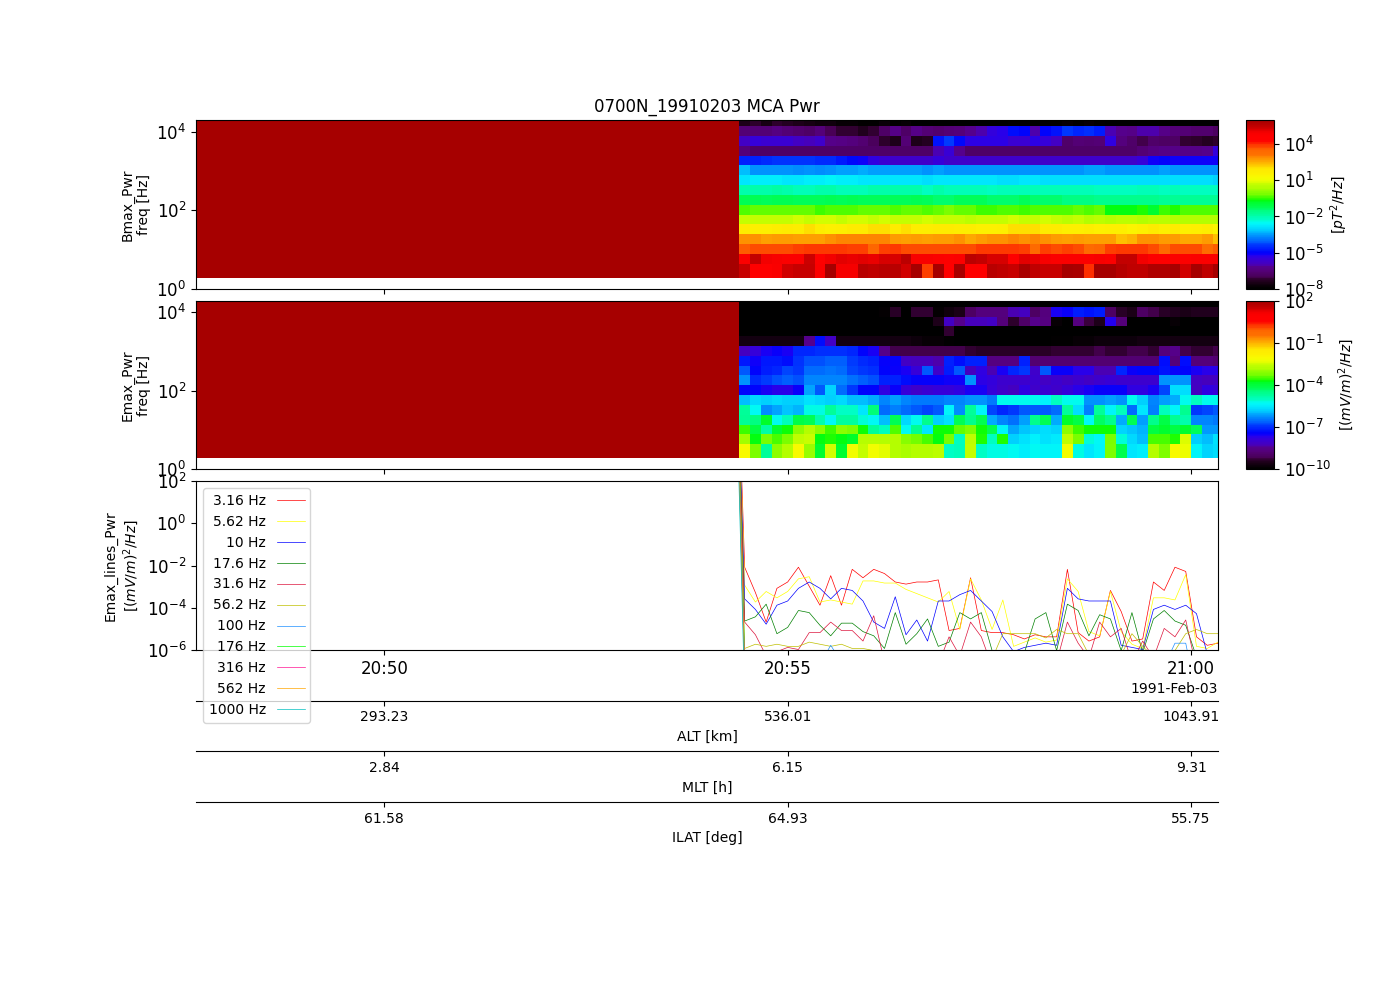 0700N_19910203 MCA Pwr
Bmax_Pwr
freq [Hz]
10^4
10^2
10^0
10^4
10^1
10^-2
10^-5
10^-8
[pT^2/Hz]
Emax_Pwr
freq [Hz]
10^4
10^2
10^0
10^2
10^-1
10^-4
10^-7
10^-10
[(mV/m)^2/Hz]
Emax_lines_Pwr
[(mV/m)^2/Hz]
10^2
10^0
10^-2
10^-4
10^-6
3.16 Hz
5.62 Hz
10 Hz
17.6 Hz
31.6 Hz
56.2 Hz
100 Hz
176 Hz
316 Hz
562 Hz
1000 Hz
20:50 20:55 21:00
1991-Feb-03
293.23 536.01 1043.91
ALT [km]
2.84 6.15 9.31
MLT [h]
61.58 64.93 55.75
ILAT [deg]